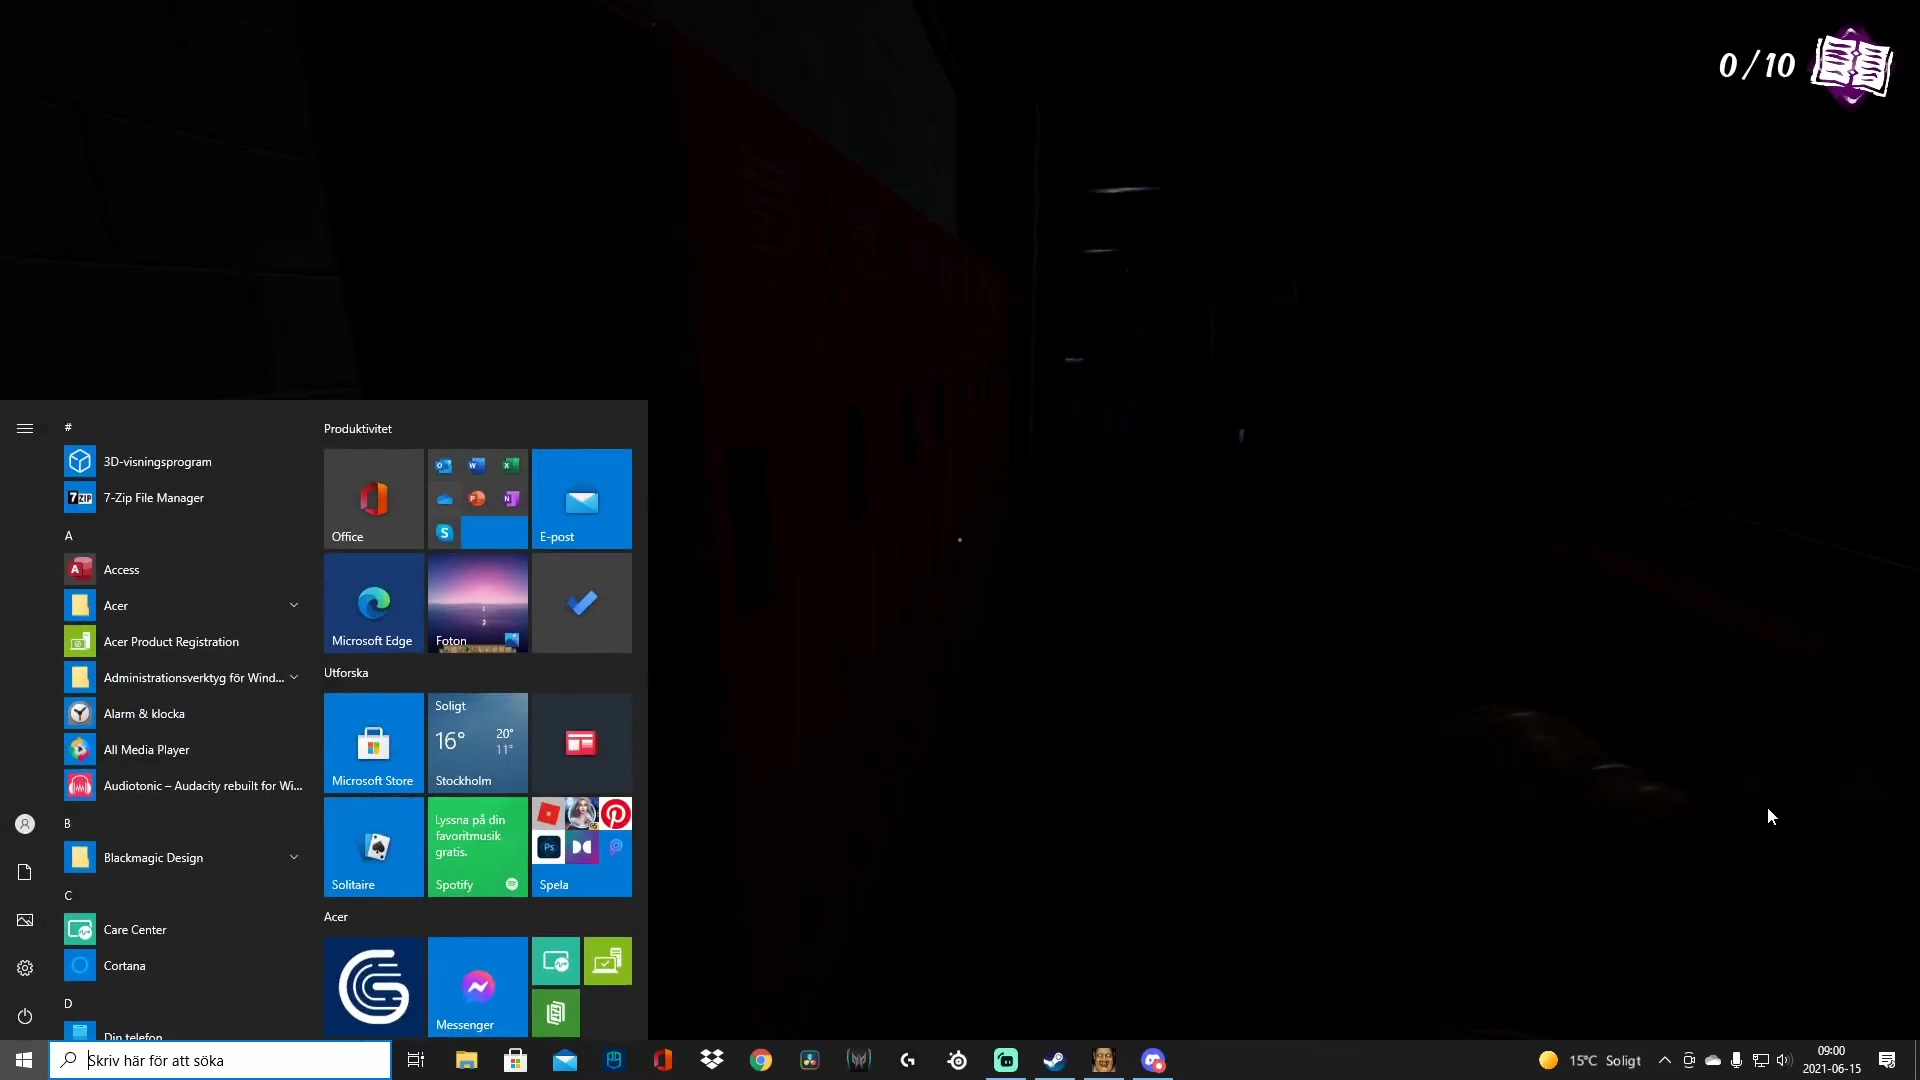 0/10
#
3D-visningsprogram
7-Zip File Manager
A
Access
Acer
Acer Product Registration
Administrationsverktyg för Wind...
Alarm & klocka
All Media Player
Audiotonic – Audacity rebuilt for Wi...
B
Blackmagic Design
C
Care Center
Cortana
D
Din telefon
Produktivitet
Office
E-post
Microsoft Edge
Foton
Utforska
Microsoft Store
Soligt
16°
20°
11°
Stockholm
Solitaire
Lyssna på din
favoritmusik
gratis.
Spotify
Ps
Spela
Acer
Messenger
Skriv här för att söka
15°C Soligt
09:00
2021-06-15